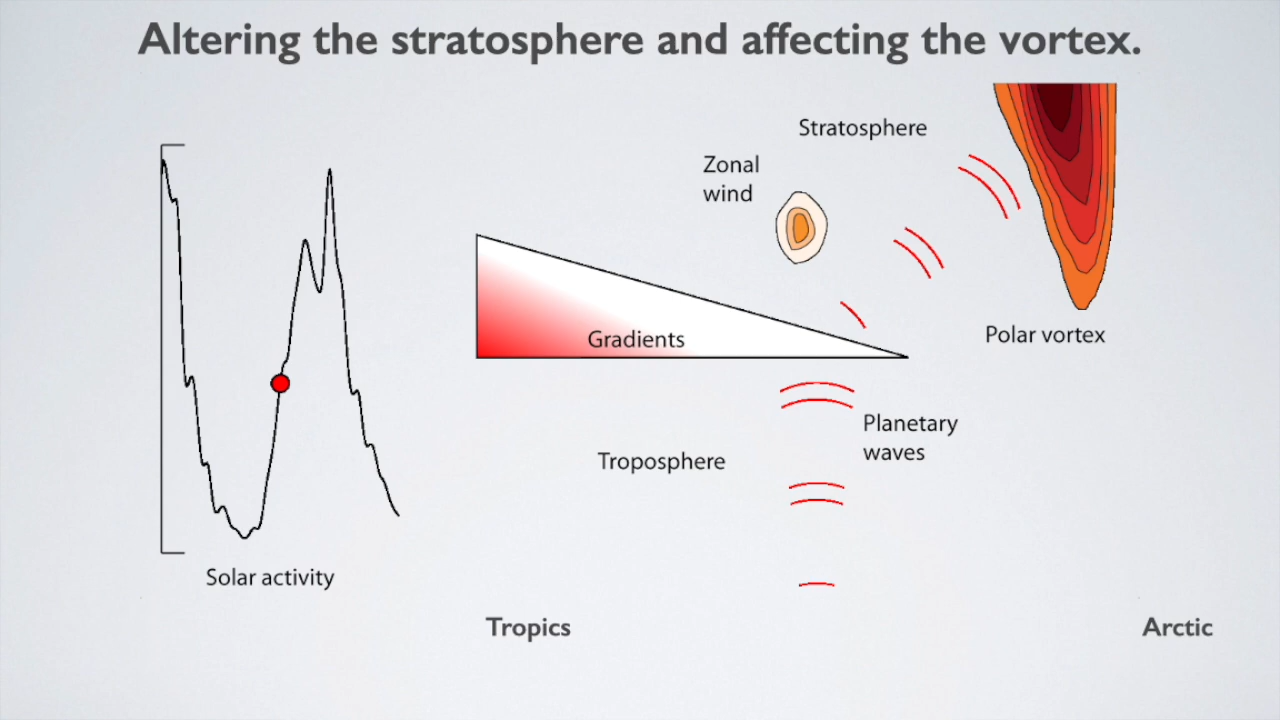 Altering the stratosphere and affecting the vortex.
Stratosphere
Zonal
wind
Gradients
Polar vortex
Planetary
waves
Troposphere
Solar activity
Tropics
Arctic